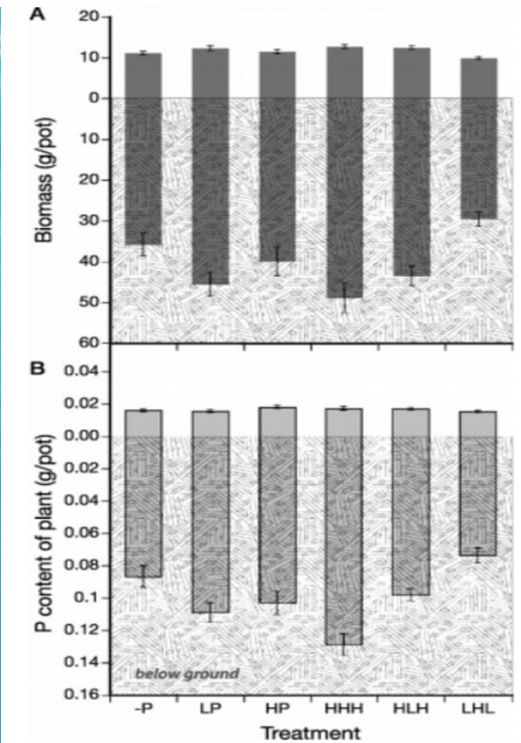 A
Biomass (g/pot)
20
10
0
10
20
30
40
50
60
B
P content of plant (g/pot)
0.04
0.02
0.00
0.02
0.04
0.06
0.08
0.1
0.12
0.14
0.16
below ground
-P LP HP HHH HLH LHL
Treatment